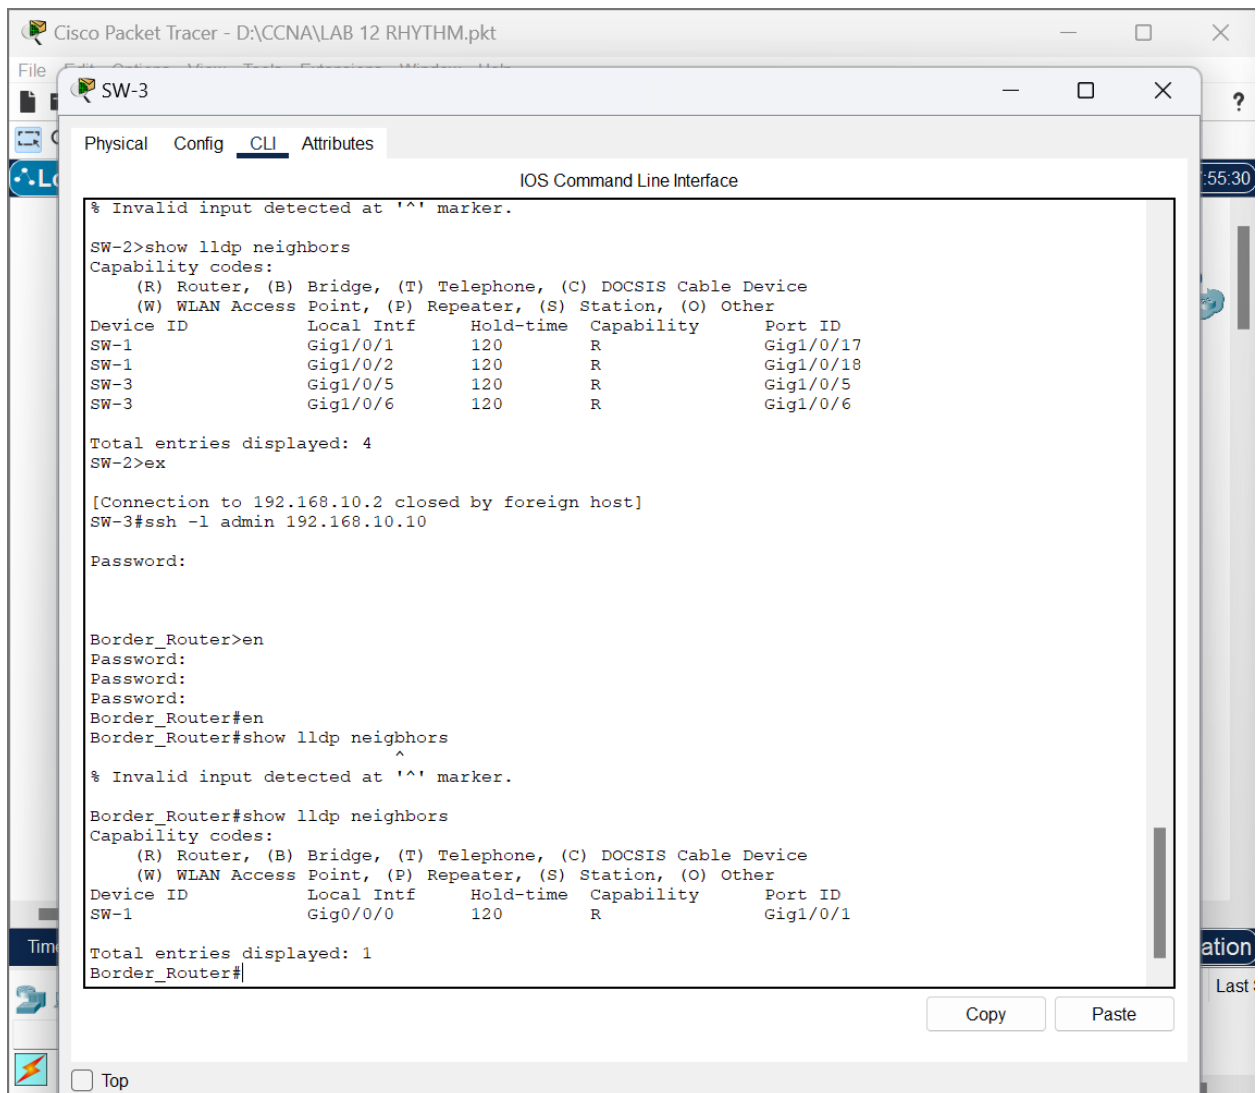 Cisco Packet Tracer - D:\CCNA\LAB 12 RHYTHM.pkt
File
SW-3
?
Physical Config CLI Attributes
:55:30
IOS Command Line Interface
% Invalid input detected at '^' marker.
SW-2>show lldp neighbors
Capability codes:
(R) Router, (B) Bridge, (T) Telephone, (C) DOCSIS Cable Device
(W) WLAN Access Point, (P) Repeater, (S) Station, (O) Other
Device ID Local Intf Hold-time Capability Port ID
SW-1 Gig1/0/1 120 R Gig1/0/17
SW-1 Gig1/0/2 120 R Gig1/0/18
SW-3 Gig1/0/5 120 R Gig1/0/5
SW-3 Gig1/0/6 120 R Gig1/0/6
Total entries displayed: 4
SW-2>ex
[Connection to 192.168.10.2 closed by foreign host]
SW-3#ssh -l admin 192.168.10.10
Password:
Border_Router>en
Password:
Password:
Password:
Border_Router#en
Border_Router#show lldp neigbhors
^
% Invalid input detected at '^' marker.
Border_Router#show lldp neighbors
Capability codes:
(R) Router, (B) Bridge, (T) Telephone, (C) DOCSIS Cable Device
(W) WLAN Access Point, (P) Repeater, (S) Station, (O) Other
Device ID Local Intf Hold-time Capability Port ID
SW-1 Gig0/0/0 120 R Gig1/0/1
Total entries displayed: 1
Border_Router#
Copy Paste
Top